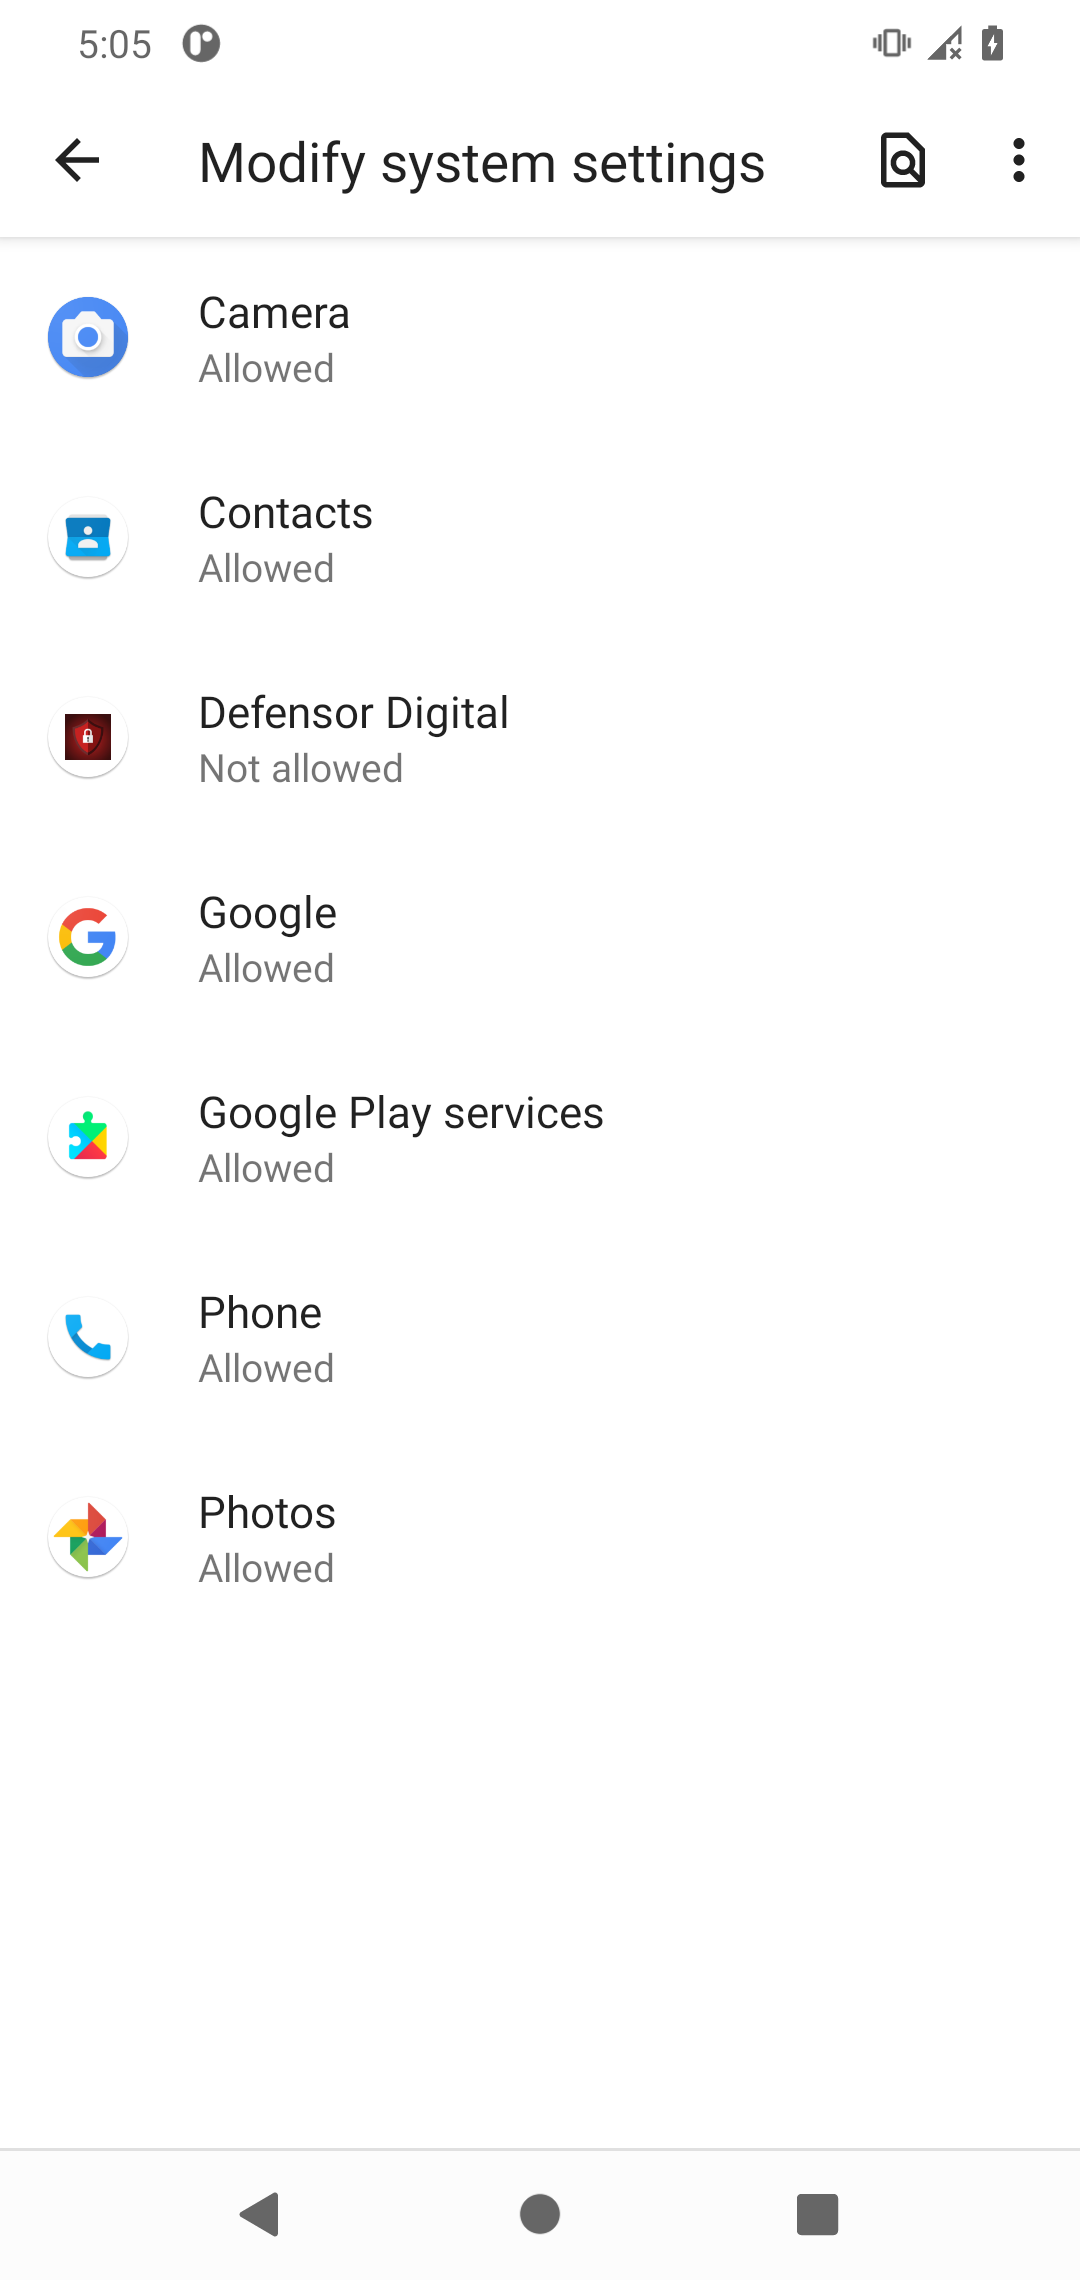 5:05
Modify system settings
Camera
Allowed
Contacts
Allowed
Defensor Digital
Not allowed
Google
Allowed
Google Play services
Allowed
Phone
Allowed
Photos
Allowed